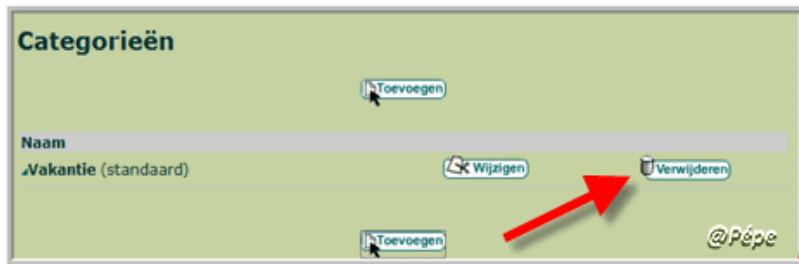 Categorieën
Toevoegen
Naam
Vakantie (standaard) Wijzigen Verwijderen
Toevoegen
@Pépe